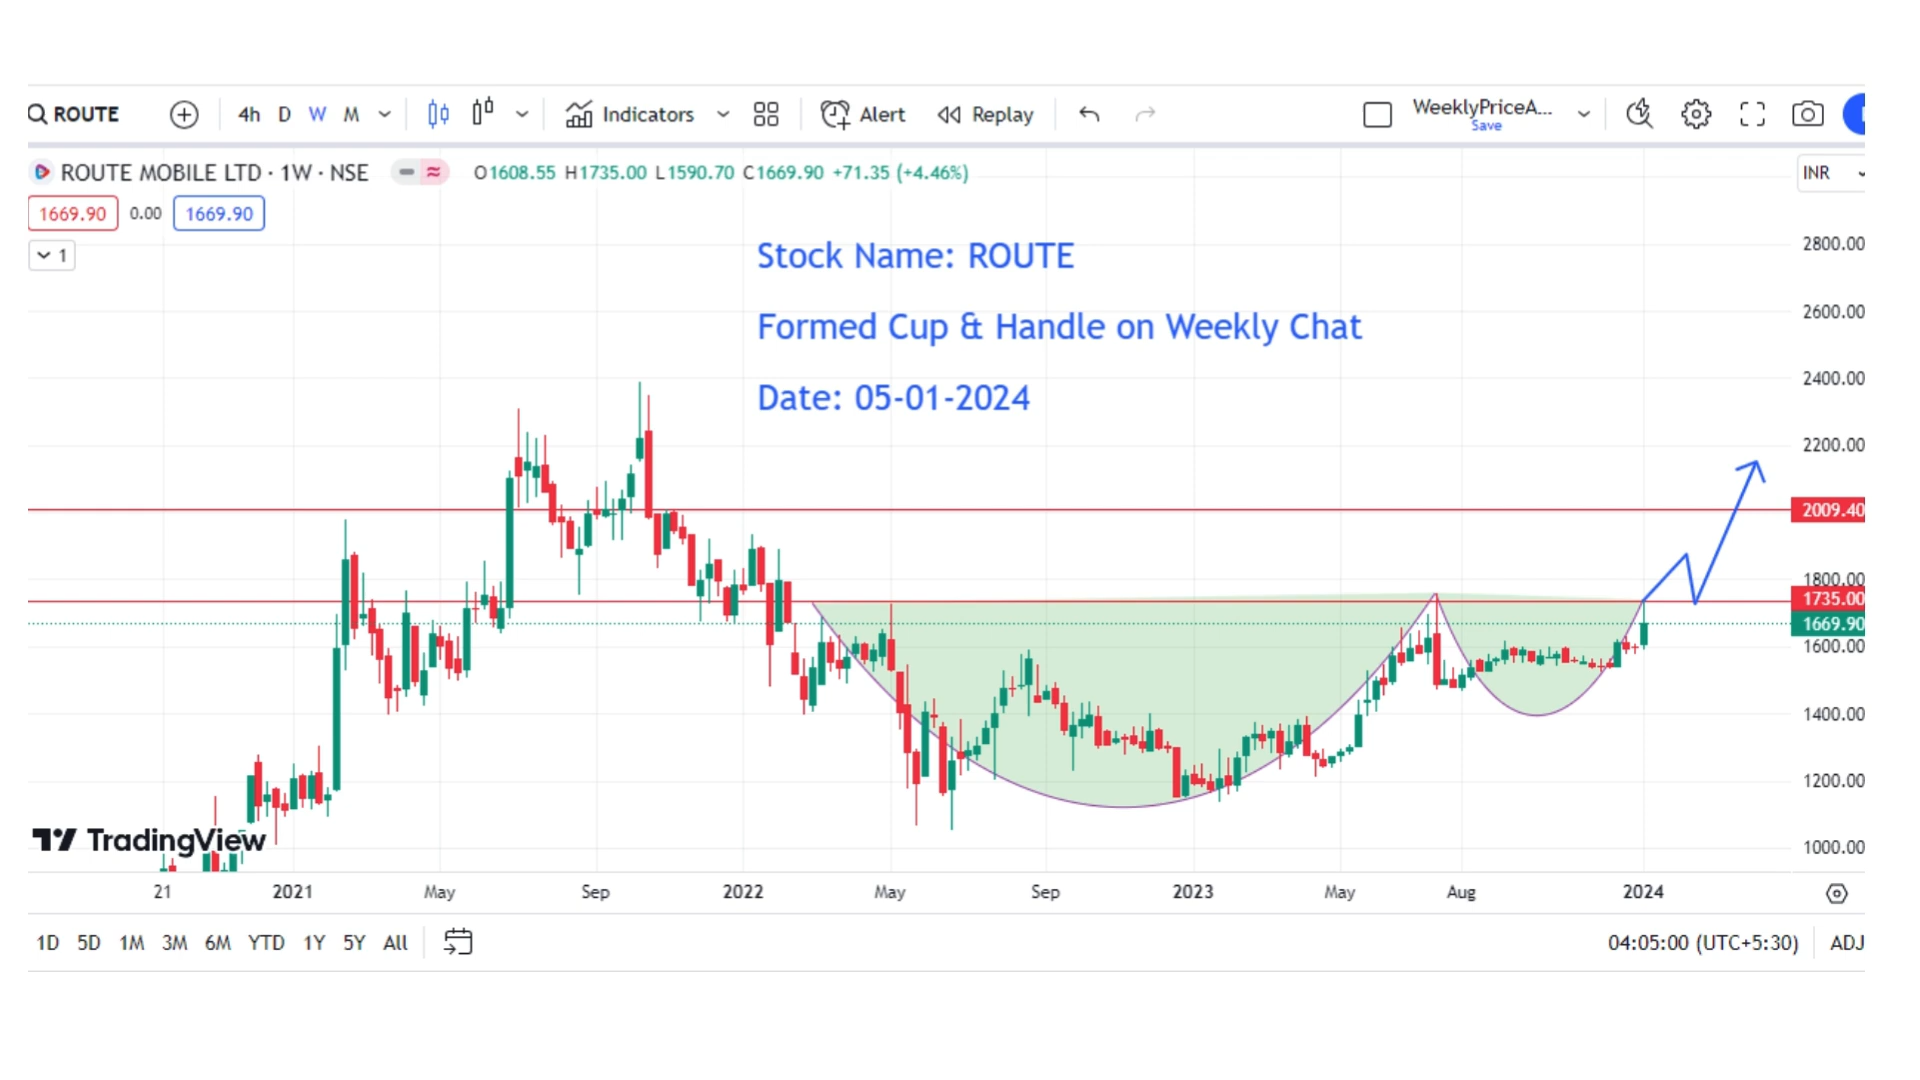 ROUTE 4h D W M Indicators Alert Replay WeeklyPriceA... Save
ROUTE MOBILE LTD · 1W · NSE O1608.55 H1735.00 L1590.70 C1669.90 +71.35 (+4.46%) INR
1669.90 0.00 1669.90
1
Stock Name: ROUTE
Formed Cup & Handle on Weekly Chat
Date: 05-01-2024
2800.00
2600.00
2400.00
2200.00
2009.40
1800.00
1735.00
1669.90
1600.00
1400.00
1200.00
1000.00
TradingView
21 2021 May Sep 2022 May Sep 2023 May Aug 2024
1D 5D 1M 3M 6M YTD 1Y 5Y All 04:05:00 (UTC+5:30) ADJ